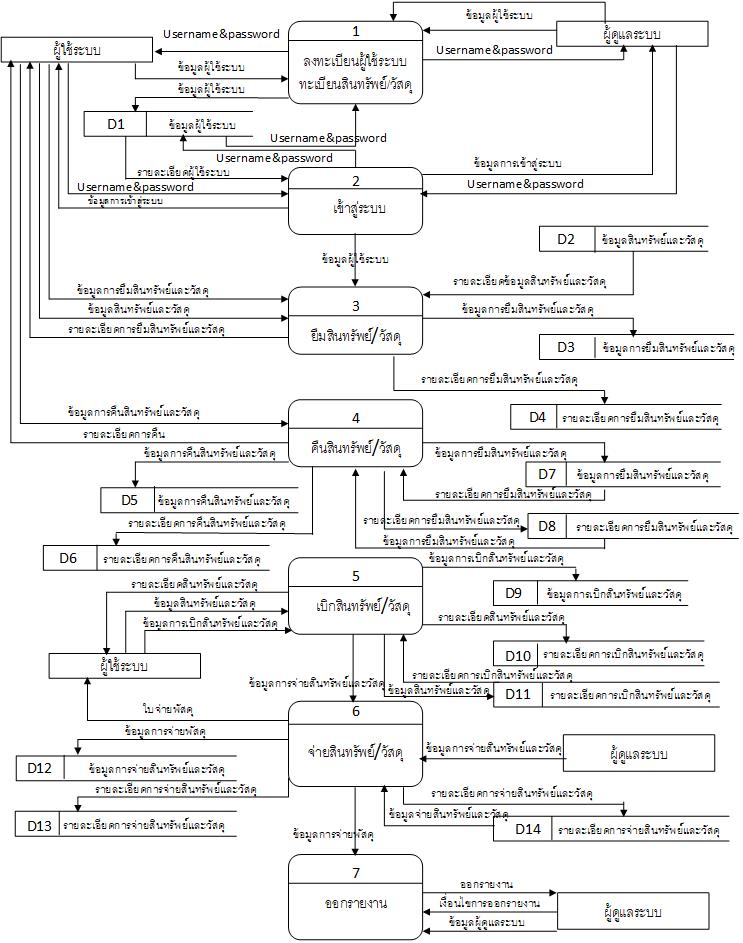 ข้อมูลผู้ใช้ระบบ
1
Username&password
ผู้ดูแลระบบ
ผู้ใช้ระบบ
ลงทะเบียนผู้ใช้ระบบ
ทะเบียนสินทรัพย์/วัสดุ
Username&password
ข้อมูลผู้ใช้ระบบ
ข้อมูลผู้ใช้ระบบ
D1
ข้อมูลผู้ใช้ระบบ
Username&password
Username&password
รายละเอียดผู้ใช้ระบบ
ข้อมูลการเข้าสู่ระบบ
2
Username&password
Username&password
ข้อมูลการเข้าสู่ระบบ
เข้าสู่ระบบ
D2
ข้อมูลสินทรัพย์และวัสดุ
ข้อมูลผู้ใช้ระบบ
รายละเอียดข้อมูลสินทรัพย์และวัสดุ
ข้อมูลการยืมสินทรัพย์และวัสดุ
3
ข้อมูลสินทรัพย์และวัสดุ
ข้อมูลการยืมสินทรัพย์และวัสดุ
รายละเอียดการยืมสินทรัพย์และวัสดุ
ยืมสินทรัพย์/วัสดุ
D3
ข้อมูลการยืมสินทรัพย์และวัสดุ
รายละเอียดการยืมสินทรัพย์และวัสดุ
ข้อมูลการคืนสินทรัพย์และวัสดุ
4
D4
รายละเอียดการยืมสินทรัพย์และวัสดุ
รายละเอียดการคืน
คืนสินทรัพย์/วัสดุ
ข้อมูลการคืนสินทรัพย์และวัสดุ
ข้อมูลการยืมสินทรัพย์และวัสดุ
D7
ข้อมูลการยืมสินทรัพย์และวัสดุ
D5
ข้อมูลการคืนสินทรัพย์และวัสดุ
รายละเอียดการยืมสินทรัพย์และวัสดุ
รายละเอียดการคืนสินทรัพย์และวัสดุ
รายละเอียดการยืมสินทรัพย์และวัสดุ
D8
รายละเอียดการยืมสินทรัพย์และวัสดุ
ข้อมูลการยืมสินทรัพย์และวัสดุ
D6
รายละเอียดการคืนสินทรัพย์และวัสดุ
ข้อมูลการเบิกสินทรัพย์และวัสดุ
5
รายละเอียดสินทรัพย์และวัสดุ
D9
ข้อมูลการเบิกสินทรัพย์และวัสดุ
ข้อมูลสินทรัพย์และวัสดุ
เบิกสินทรัพย์/วัสดุ
รายละเอียดสินทรัพย์และวัสดุ
ข้อมูลการเบิกสินทรัพย์และวัสดุ
D10
รายละเอียดการเบิกสินทรัพย์และวัสดุ
ผู้ใช้ระบบ
รายละเอียดการเบิกสินทรัพย์และวัสดุ
ข้อมูลการจ่ายสินทรัพย์และวัสดุ
ข้อมูลสินทรัพย์และวัสดุ
D11
รายละเอียดการเบิกสินทรัพย์และวัสดุ
ใบจ่ายพัสดุ
6
ข้อมูลการจ่ายพัสดุ
จ่ายสินทรัพย์/วัสดุ
ข้อมูลการจ่ายสินทรัพย์และวัสดุ
ผู้ดูแลระบบ
D12
ข้อมูลการจ่ายสินทรัพย์และวัสดุ
รายละเอียดการจ่ายสินทรัพย์และวัสดุ
รายละเอียดการจ่ายสินทรัพย์และวัสดุ
ข้อมูลจ่ายสินทรัพย์และวัสดุ
D13
รายละเอียดการจ่ายสินทรัพย์และวัสดุ
D14
รายละเอียดการจ่ายสินทรัพย์และวัสดุ
ข้อมูลการจ่ายพัสดุ
7
ออกรายงาน
ออกรายงาน
เงื่อนไขการออกรายงาน
ข้อมูลผู้ดูแลระบบ
ผู้ดูแลระบบ